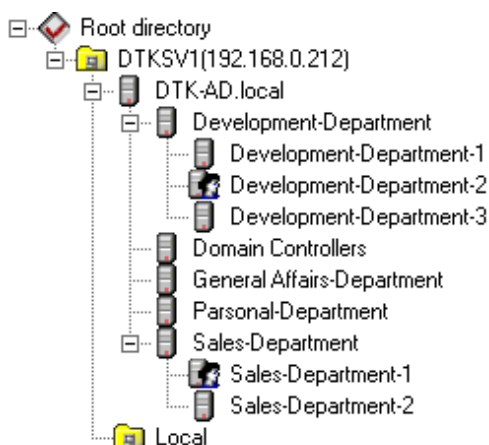 Root directory
DTKSV1(192.168.0.212)
DTK-AD.local
Development-Department
Development-Department-1
Development-Department-2
Development-Department-3
Domain Controllers
General Affairs-Department
Parsonal-Department
Sales-Department
Sales-Department-1
Sales-Department-2
Local